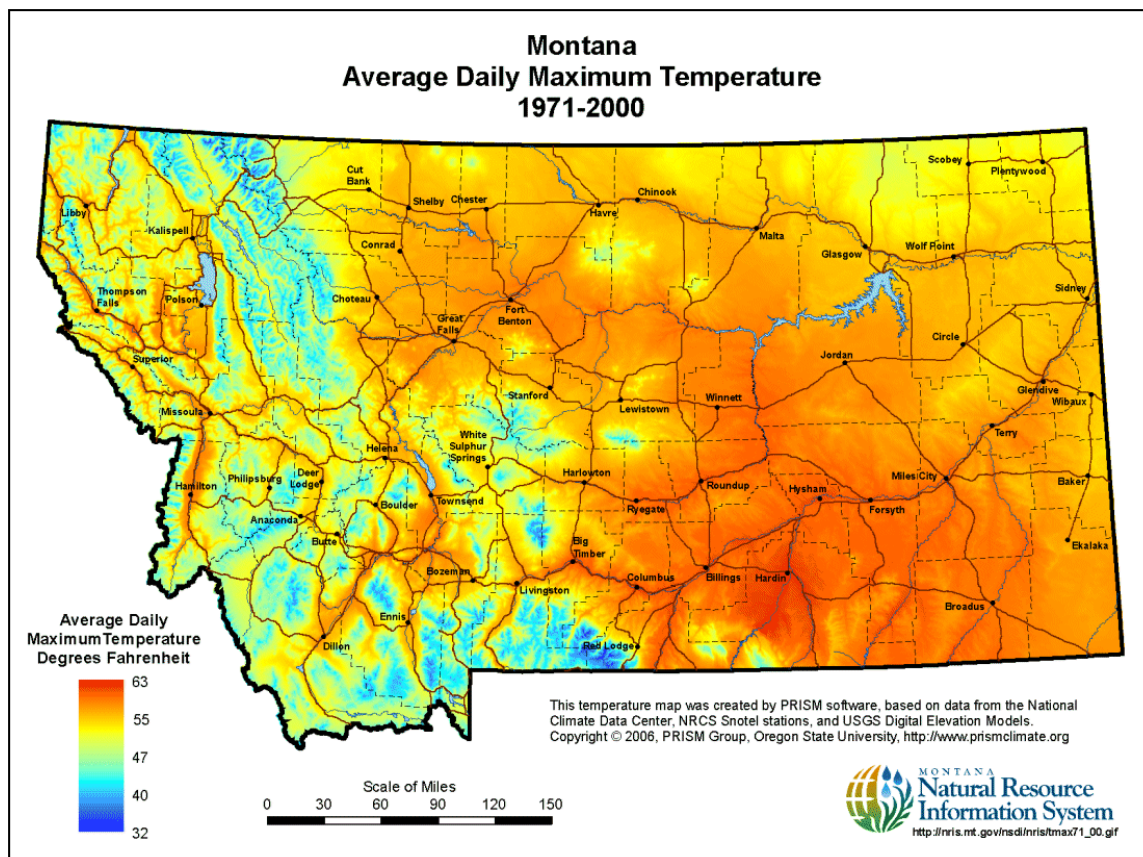 Montana
Average Daily Maximum Temperature
1971-2000
Scobey
Plentywood
Cut
Bank
Shelby
Chester
Chinook
Havre
Libby
Kalispell
Malta
Conrad
Glasgow
Wolf Point
Thompson
Falls
Polson
Choteau
Fort
Benton
Sidney
Great
Falls
Circle
Superior
Jordan
Stanford
Glendive
Wibaux
Lewistown
Winnett
Missoula
White
Sulphur
Springs
Terry
Helena
Deer
Lodge
Philipsburg
Harlowton
Roundup
Hysham
Miles City
Baker
Hamilton
Townsend
Boulder
Ryegate
Forsyth
Anaconda
Butte
Big
Timber
Ekalaka
Bozeman
Livingston
Columbus
Billings
Hardin
Broadus
Ennis
Dillon
Red Lodge
Average Daily
Maximum Temperature
Degrees Fahrenheit
63
55
47
40
32
This temperature map was created by PRISM software, based on data from the National
Climate Data Center, NRCS Snotel stations, and USGS Digital Elevation Models.
Copyright © 2006, PRISM Group, Oregon State University, http://www.prismclimate.org
Scale of Miles
0 30 60 90 120 150
MONTANA
Natural Resource
Information System
http://nris.mt.gov/nsdi/nris/tmax71_00.gif